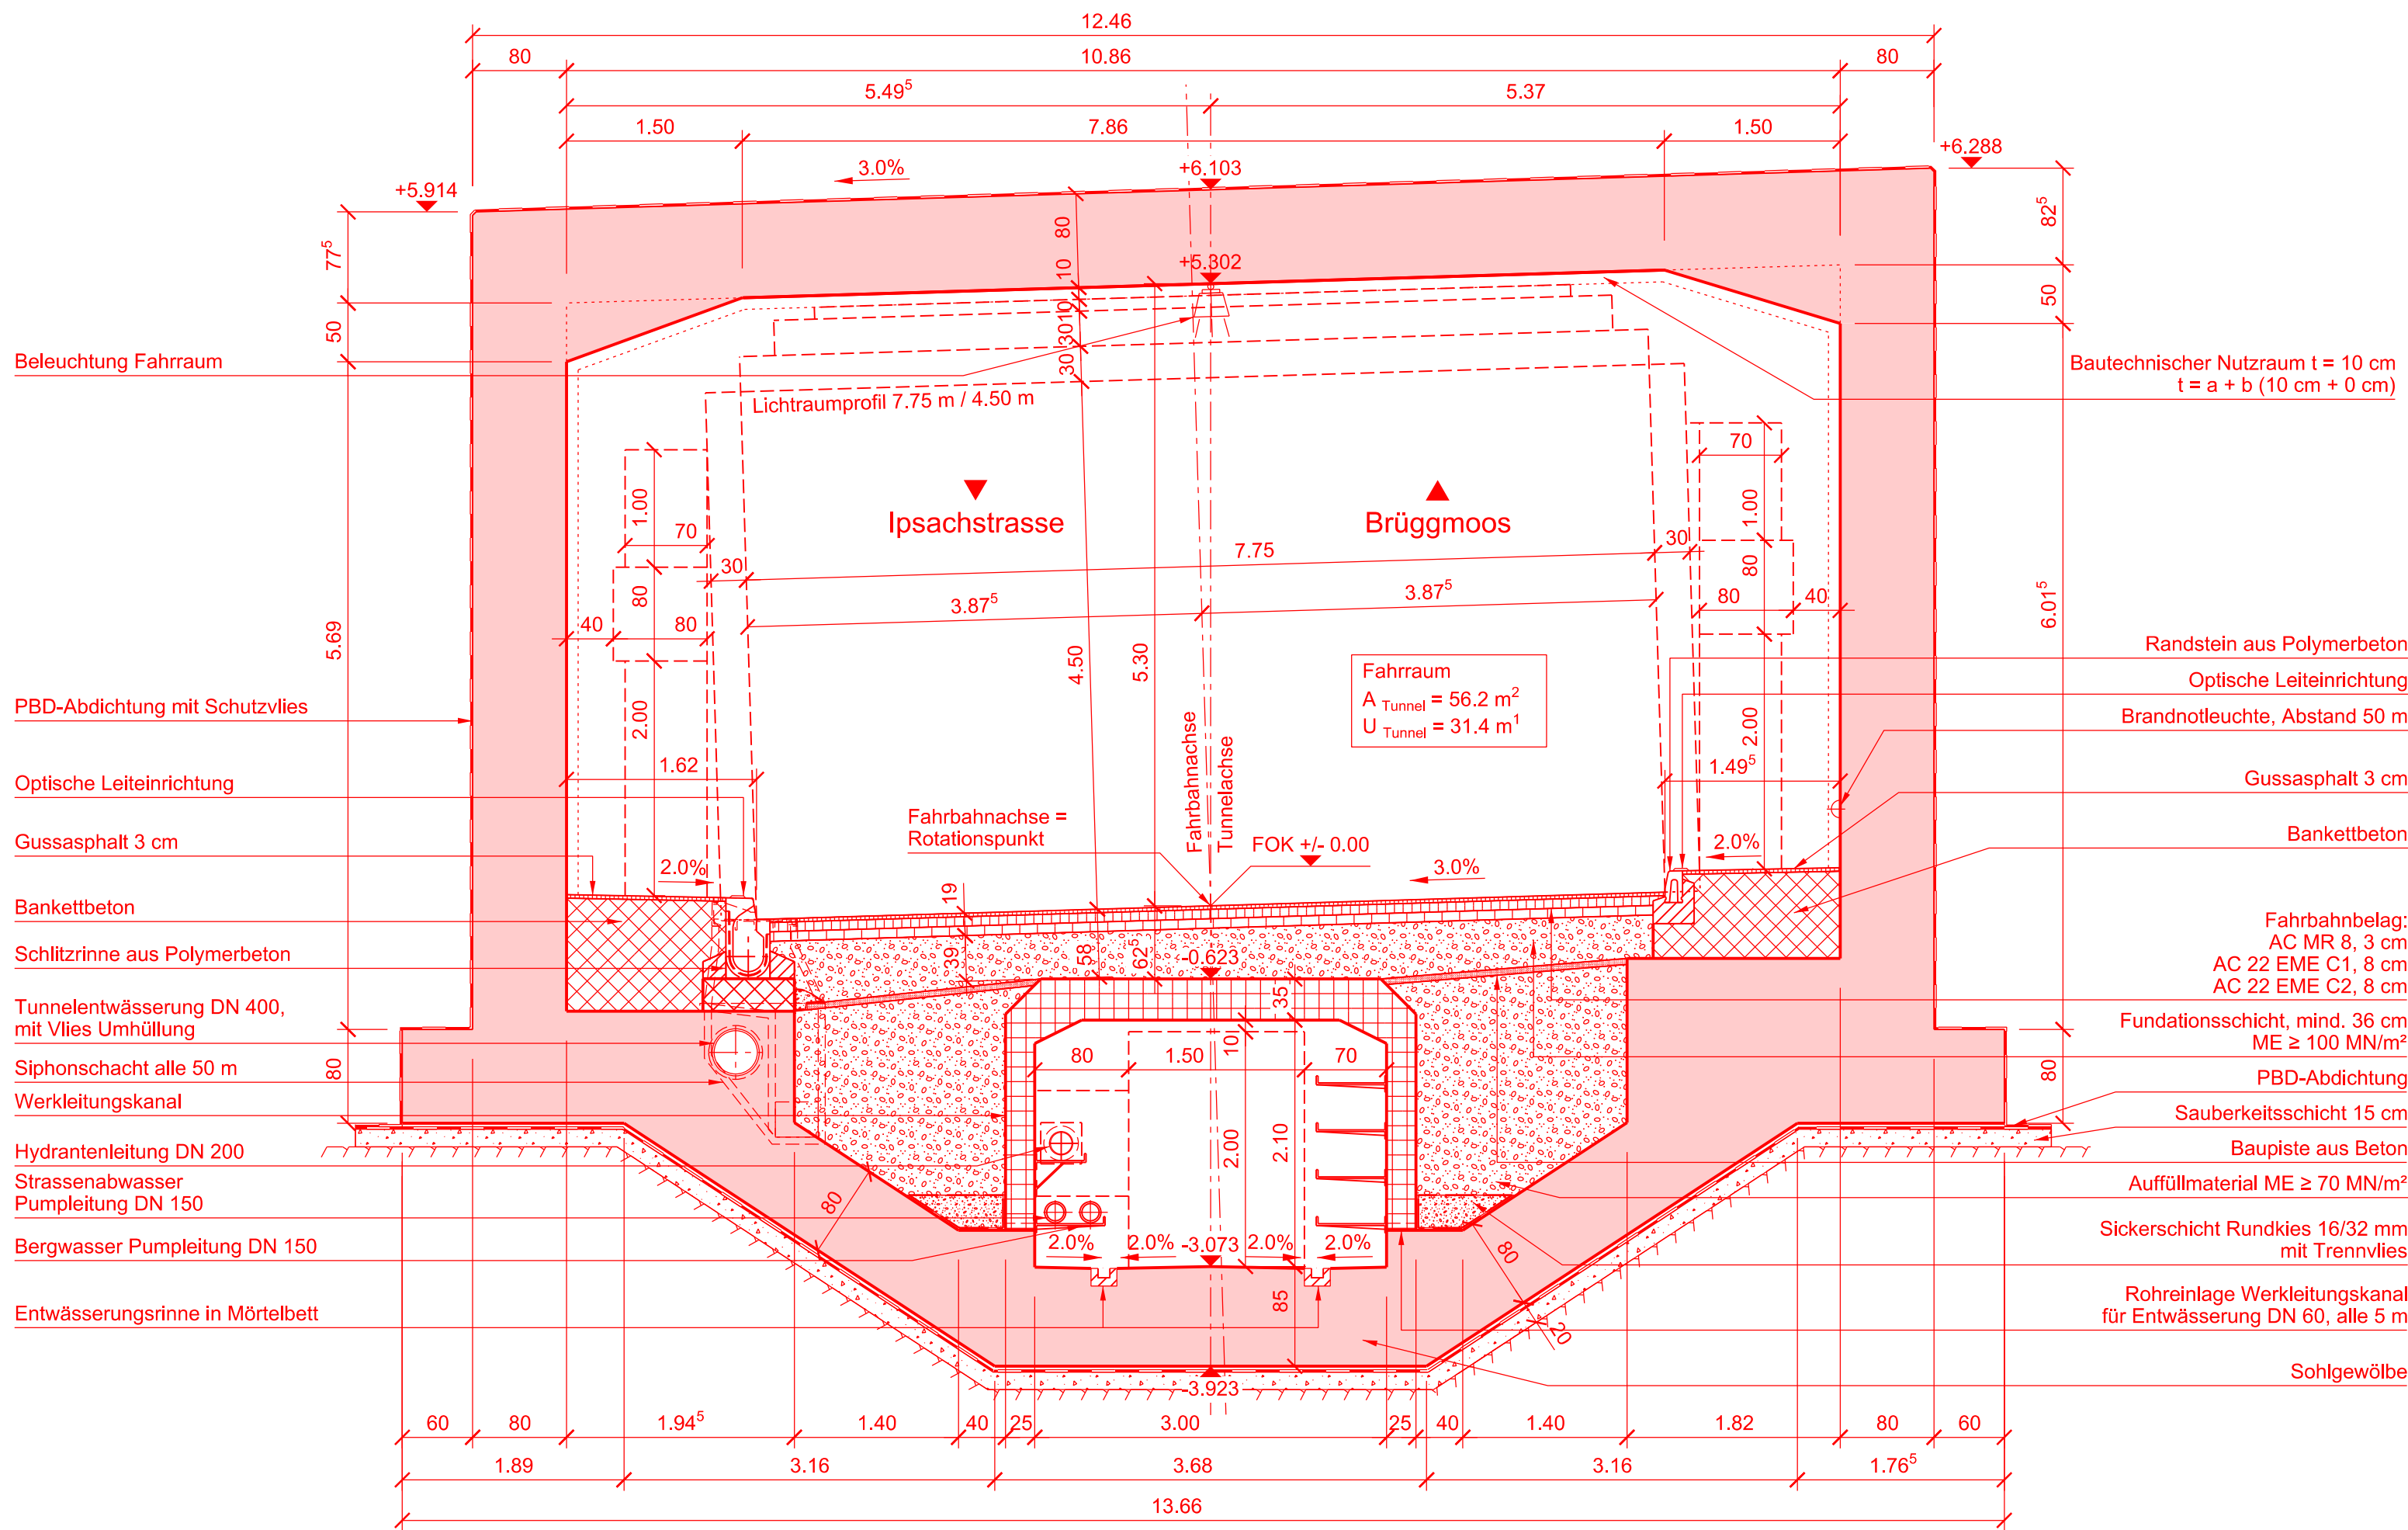 12.46
80
10.86
80
5.49⁵
5.37
1.50
7.86
1.50
3.0%
+5.914
+6.103
+6.288
77⁵
50
5.69
80
82⁵
50
6.01⁵
80
80
10
+5.302
10
30
30
Beleuchtung Fahrraum
Lichtraumprofil 7.75 m / 4.50 m
Bautechnischer Nutzraum t = 10 cm
t = a + b (10 cm + 0 cm)
Ipsachstrasse
Brüggmoos
1.00
70
30
80
40
80
2.00
1.62
7.75
3.87⁵
3.87⁵
4.50
5.30
70
1.00
30
80
80
40
2.00
1.49⁵
Fahrraum
A Tunnel = 56.2 m²
U Tunnel = 31.4 m¹
Fahrbahnachse
Tunnelachse
Fahrbahnachse =
Rotationspunkt
FOK +/- 0.00
2.0%
3.0%
2.0%
19
39
58
62⁵
-0.623
35
10
80
1.50
70
2.00
2.10
80
80
20
2.0%
2.0%
-3.073
2.0%
2.0%
85
-3.923
PBD-Abdichtung mit Schutzvlies
Optische Leiteinrichtung
Gussasphalt 3 cm
Bankettbeton
Schlitzrinne aus Polymerbeton
Tunnelentwässerung DN 400,
mit Vlies Umhüllung
Siphonschacht alle 50 m
Werkleitungskanal
Hydrantenleitung DN 200
Strassenabwasser
Pumpleitung DN 150
Bergwasser Pumpleitung DN 150
Entwässerungsrinne in Mörtelbett
Randstein aus Polymerbeton
Optische Leiteinrichtung
Brandnotleuchte, Abstand 50 m
Gussasphalt 3 cm
Bankettbeton
Fahrbahnbelag:
AC MR 8, 3 cm
AC 22 EME C1, 8 cm
AC 22 EME C2, 8 cm
Fundationsschicht, mind. 36 cm
ME ≥ 100 MN/m²
PBD-Abdichtung
Sauberkeitsschicht 15 cm
Baupiste aus Beton
Auffüllmaterial ME ≥ 70 MN/m²
Sickerschicht Rundkies 16/32 mm
mit Trennvlies
Rohreinlage Werkleitungskanal
für Entwässerung DN 60, alle 5 m
Sohlgewölbe
60
80
1.94⁵
1.40
40
25
3.00
25
40
1.40
1.82
80
60
1.89
3.16
3.68
3.16
1.76⁵
13.66